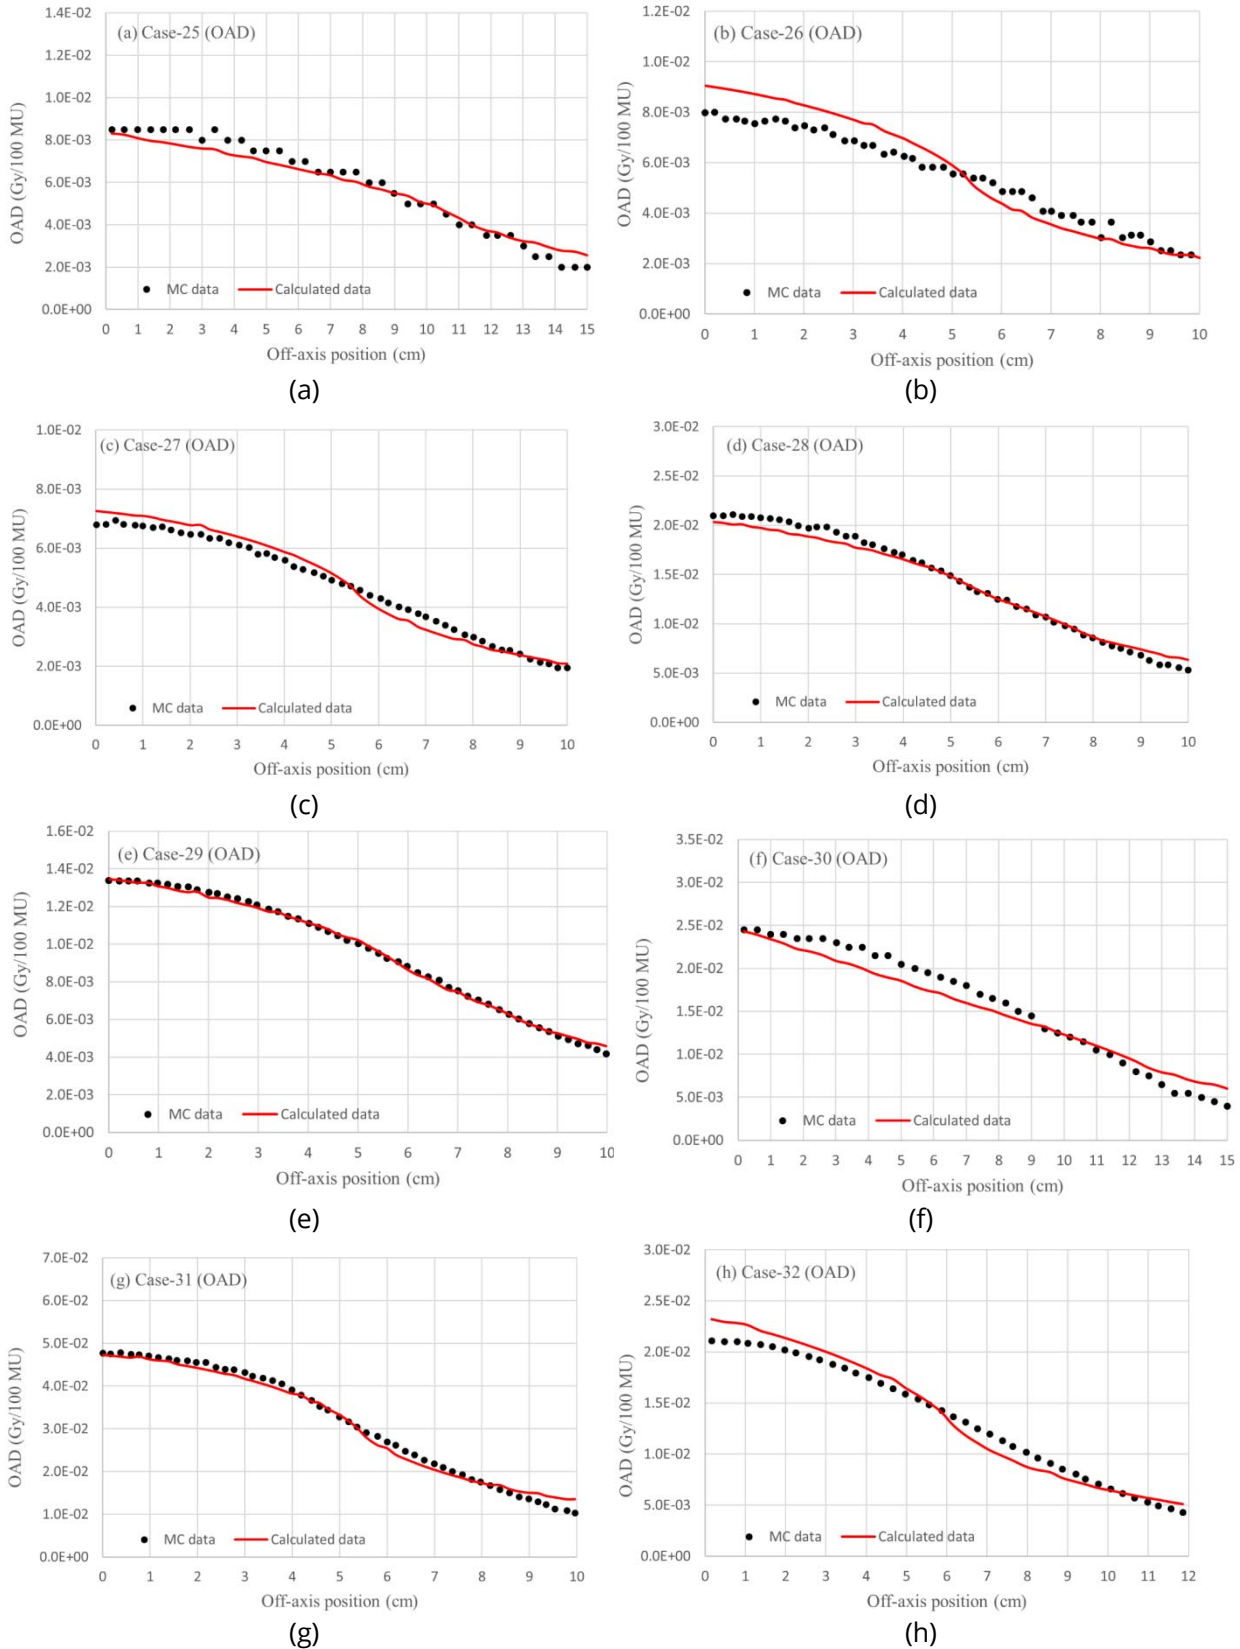 (a) Case-25 (OAD)
OAD (Gy/100 MU)
1.4E-02
1.2E-02
1.0E-02
8.0E-03
6.0E-03
4.0E-03
2.0E-03
0.0E+00
MC data Calculated data
0 1 2 3 4 5 6 7 8 9 10 11 12 13 14 15
Off-axis position (cm)
(a)
(b) Case-26 (OAD)
OAD (Gy/100 MU)
1.2E-02
1.0E-02
8.0E-03
6.0E-03
4.0E-03
2.0E-03
0.0E+00
MC data Calculated data
0 1 2 3 4 5 6 7 8 9 10
Off-axis position (cm)
(b)
(c) Case-27 (OAD)
OAD (Gy/100 MU)
1.0E-02
8.0E-03
6.0E-03
4.0E-03
2.0E-03
0.0E+00
MC data Calculated data
0 1 2 3 4 5 6 7 8 9 10
Off-axis position (cm)
(c)
(d) Case-28 (OAD)
OAD (Gy/100 MU)
3.0E-02
2.5E-02
2.0E-02
1.5E-02
1.0E-02
5.0E-03
0.0E+00
MC data Calculated data
0 1 2 3 4 5 6 7 8 9 10
Off-axis position (cm)
(d)
(e) Case-29 (OAD)
OAD (Gy/100 MU)
1.6E-02
1.4E-02
1.2E-02
1.0E-02
8.0E-03
6.0E-03
4.0E-03
2.0E-03
0.0E+00
MC data Calculated data
0 1 2 3 4 5 6 7 8 9 10
Off-axis position (cm)
(e)
(f) Case-30 (OAD)
OAD (Gy/100 MU)
3.5E-02
3.0E-02
2.5E-02
2.0E-02
1.5E-02
1.0E-02
5.0E-03
0.0E+00
MC data Calculated data
0 1 2 3 4 5 6 7 8 9 10 11 12 13 14 15
Off-axis position (cm)
(f)
(g) Case-31 (OAD)
OAD (Gy/100 MU)
7.0E-02
6.0E-02
5.0E-02
4.0E-02
3.0E-02
2.0E-02
1.0E-02
0.0E+00
MC data Calculated data
0 1 2 3 4 5 6 7 8 9 10
Off-axis position (cm)
(g)
(h) Case-32 (OAD)
OAD (Gy/100 MU)
3.0E-02
2.5E-02
2.0E-02
1.5E-02
1.0E-02
5.0E-03
0.0E+00
MC data Calculated data
0 1 2 3 4 5 6 7 8 9 10 11 12
Off-axis position (cm)
(h)